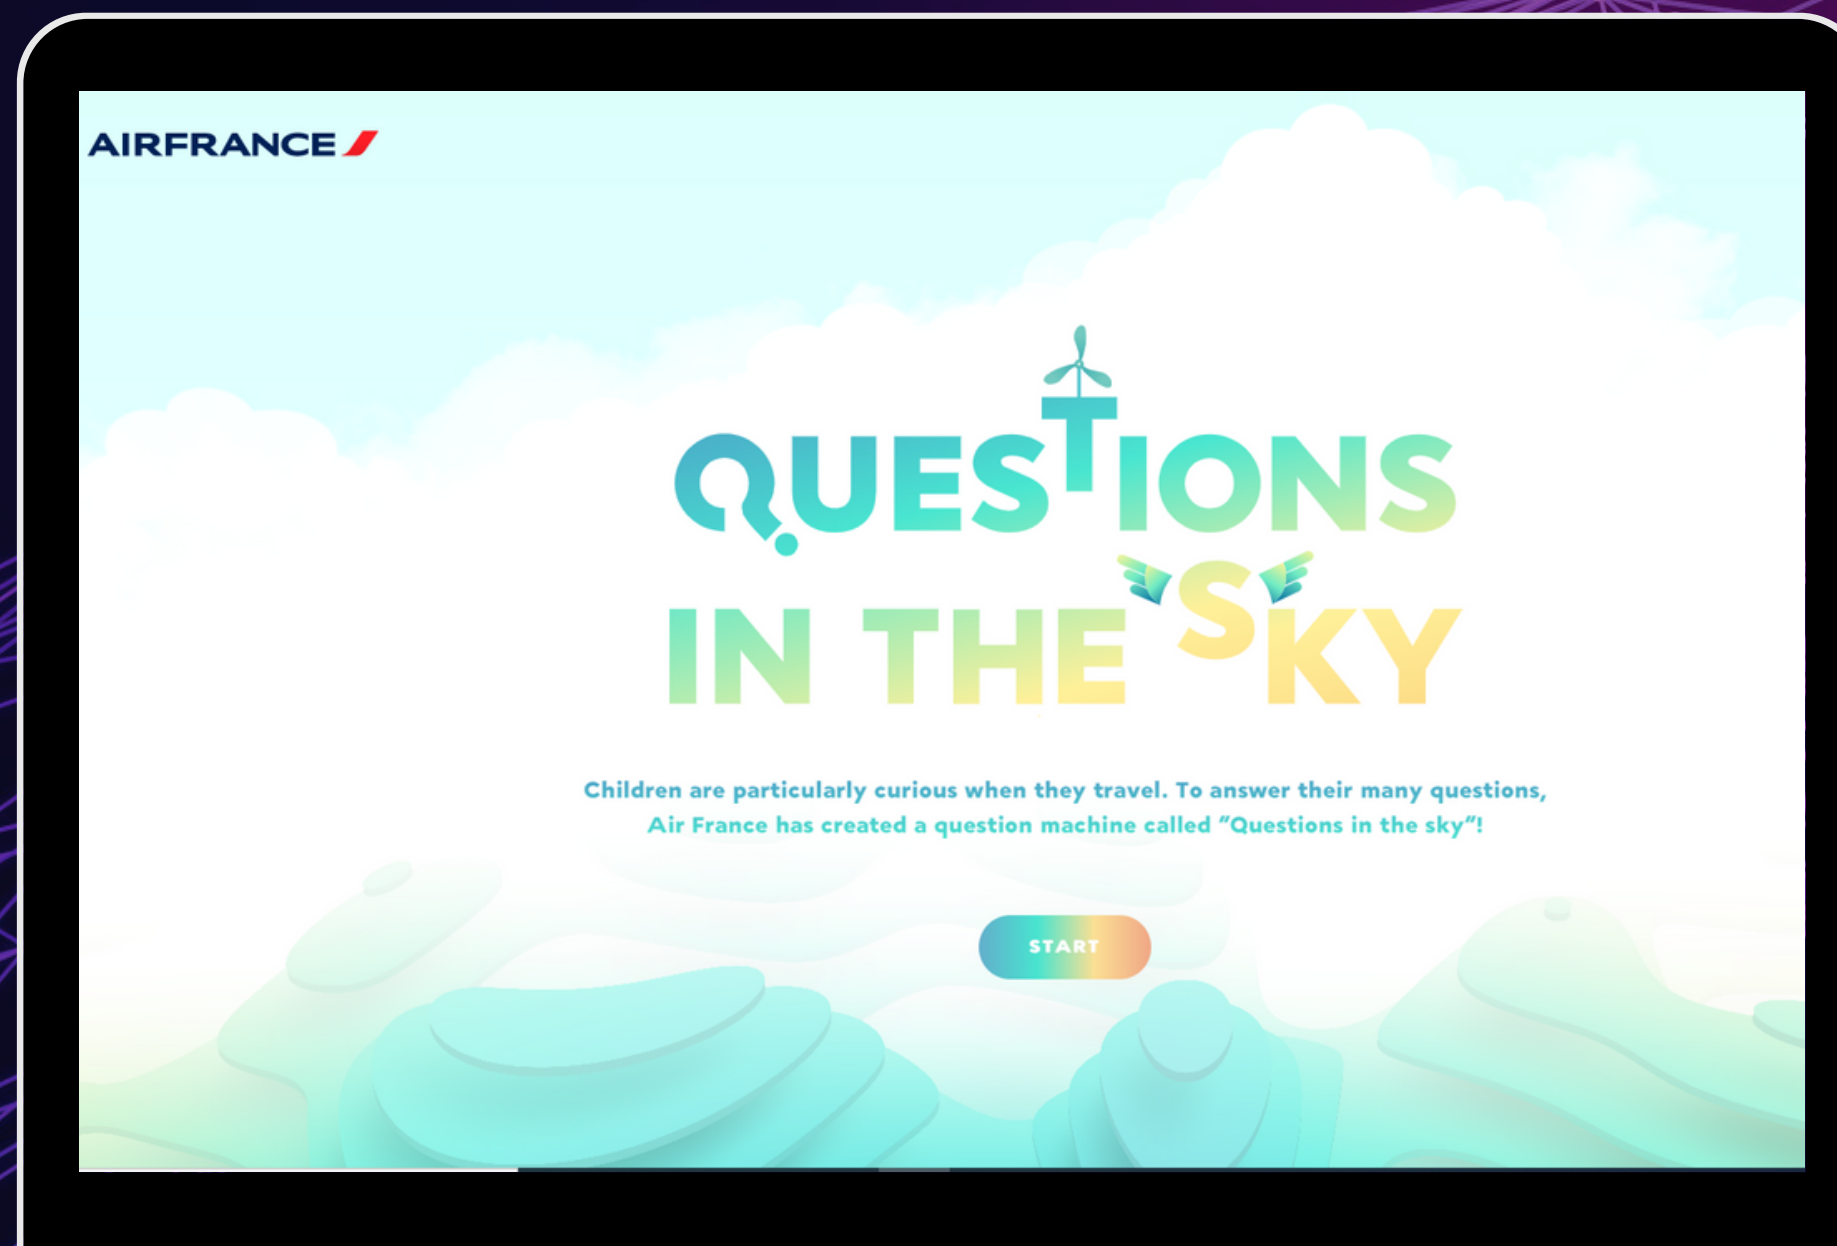 AIRFRANCE
QUESTIONS
IN THE SKY
Children are particularly curious when they travel. To answer their many questions,
Air France has created a question machine called "Questions in the sky"!
START